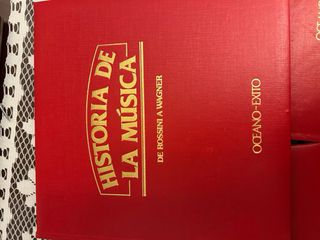 HISTORIA DE
LA MÚSICA
DE ROSSINI A WAGNER
OCEANO-EXITO